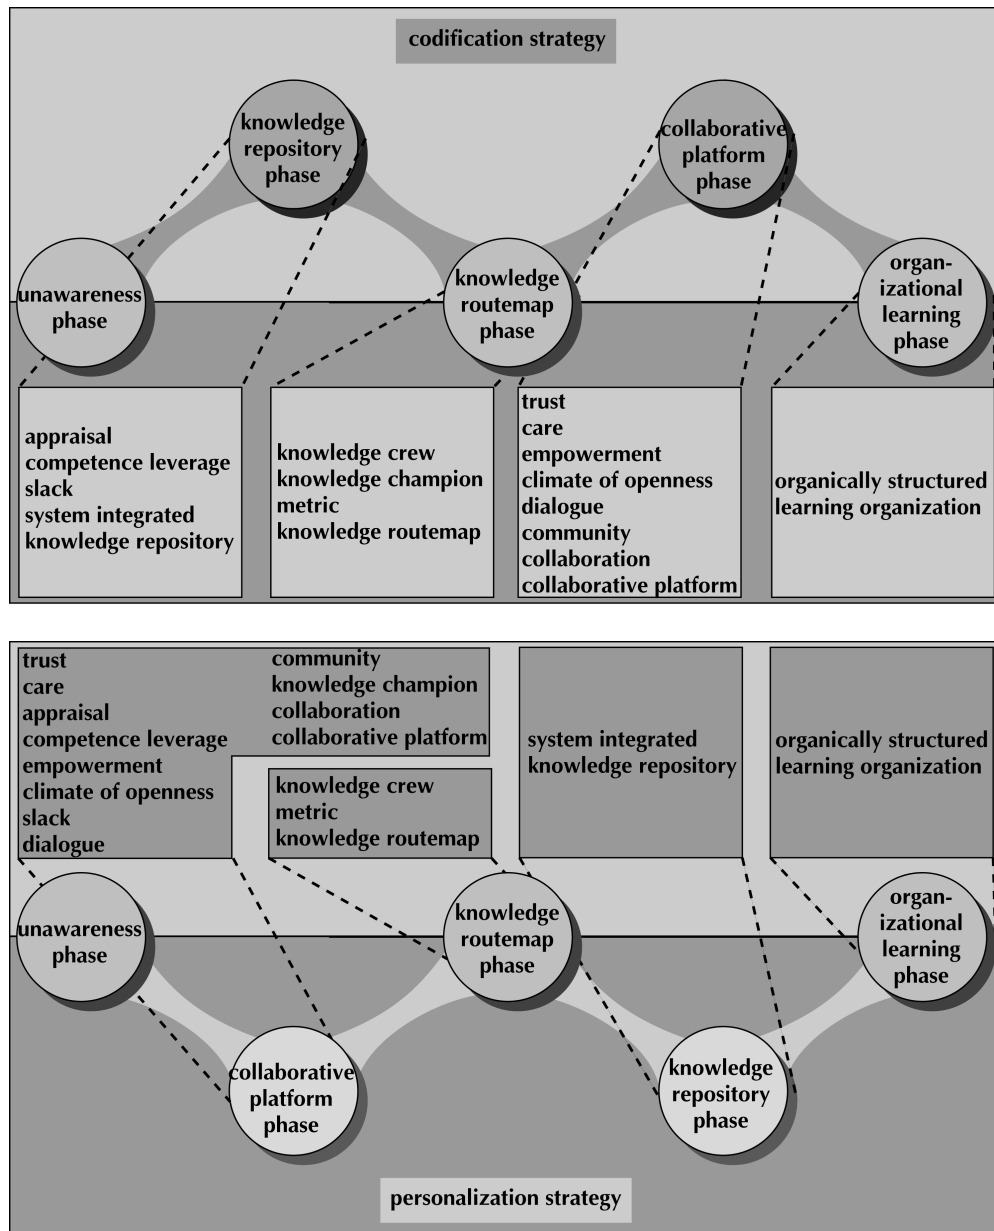 codification strategy
knowledge
repository
phase
collaborative
platform
phase
unawareness
phase
knowledge
routemap
phase
organ-
izational
learning
phase
appraisal
competence leverage
slack
system integrated
knowledge repository
knowledge crew
knowledge champion
metric
knowledge routemap
trust
care
empowerment
climate of openness
dialogue
community
collaboration
collaborative platform
organically structured
learning organization
trust
care
appraisal
competence leverage
empowerment
climate of openness
slack
dialogue
community
knowledge champion
collaboration
collaborative platform
knowledge crew
metric
knowledge routemap
system integrated
knowledge repository
organically structured
learning organization
unawareness
phase
knowledge
routemap
phase
organ-
izational
learning
phase
collaborative
platform
phase
knowledge
repository
phase
personalization strategy